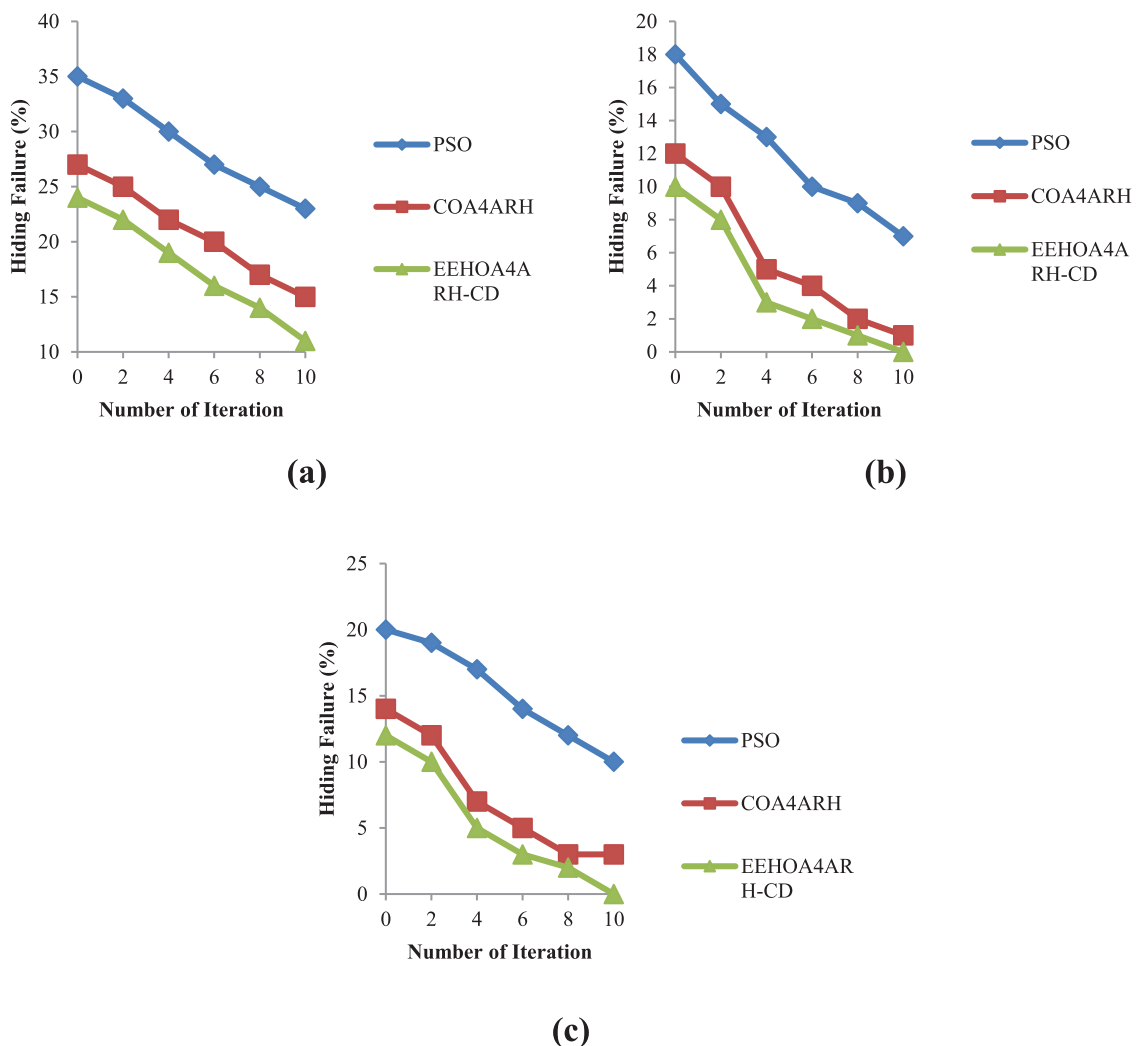 40
35
30
25
20
15
10
Hiding Failure (%)
0 2 4 6 8 10
Number of Iteration
PSO
COA4ARH
EEHOA4A
RH-CD
(a)
18
16
14
12
10
8
6
4
2
0
20
Hiding Failure (%)
0 2 4 6 8 10
Number of Iteration
PSO
COA4ARH
EEHOA4A
RH-CD
(b)
25
20
15
10
5
0
Hiding Failure (%)
0 2 4 6 8 10
Number of Iteration
PSO
COA4ARH
EEHOA4AR
H-CD
(c)